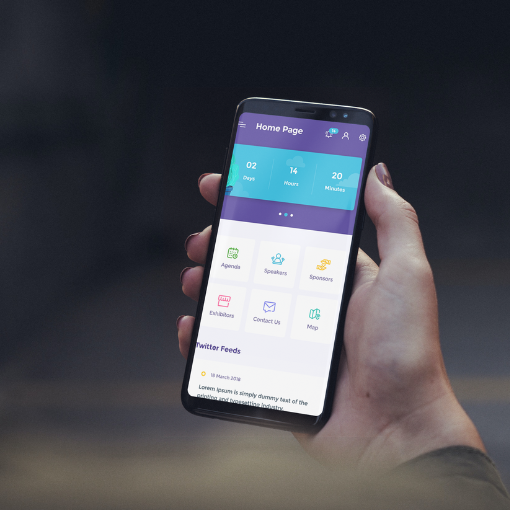 Home Page
02 14 20
Days Hours Minutes
Agenda Speakers Sponsors
Exhibitors Contact Us Map
Twitter Feeds
15 March 2018
Lorem Ipsum is simply dummy text of the
printing and typesetting industry.